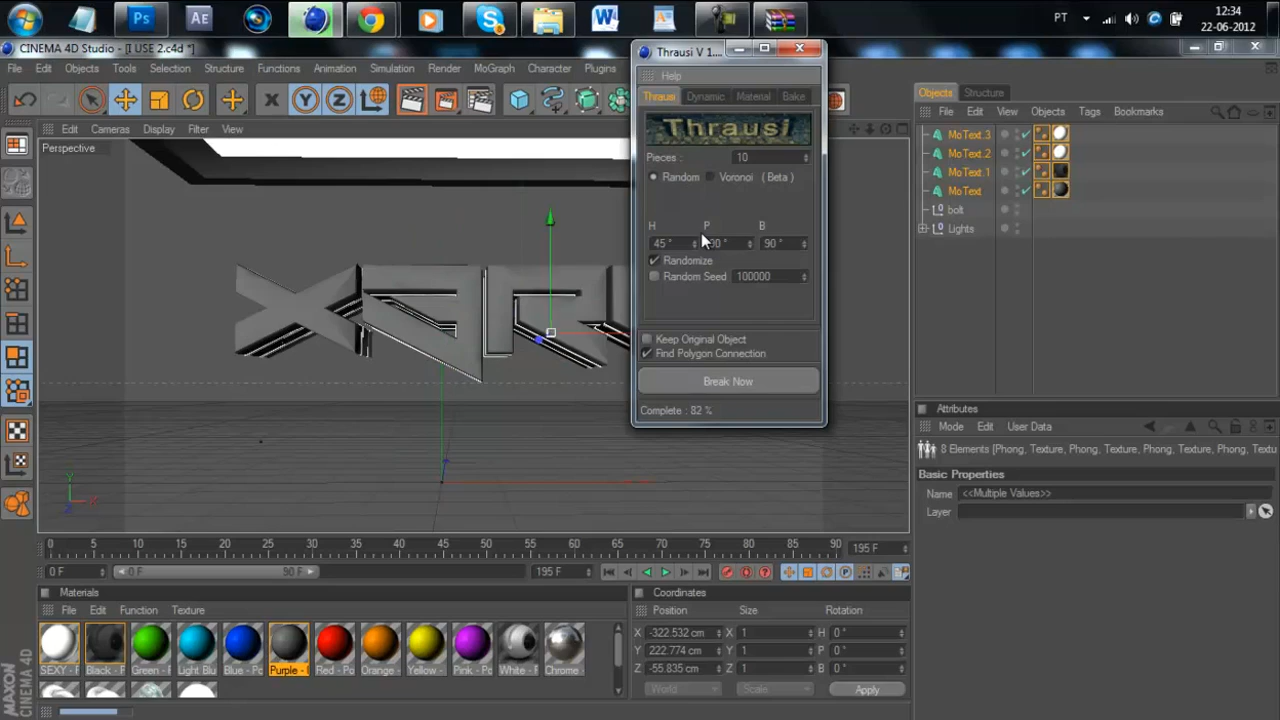 Ps
Ae
W
PT
12:34
22-06-2012
CINEMA 4D Studio - [I USE 2.c4d *]
File Edit Objects Tools Selection Structure Functions Animation Simulation Render MoGraph Character Plugins
Thrausi V 1....
Help
Thrausi Dynamic Material Bake
Thrausi
Pieces : 10
Random Voronoi ( Beta )
H P B
45 ° 90 ° 90 °
Randomize
Random Seed 100000
Keep Original Object
Find Polygon Connection
Break Now
Complete : 82 %
Edit Cameras Display Filter View
Perspective
X Y Z
Y
X
Z
Objects Structure
File Edit View Objects Tags Bookmarks
MoText.3
MoText.2
MoText.1
MoText
bolt
Lights
Attributes
Mode Edit User Data
8 Elements [Phong, Texture, Phong, Texture, Phong, Texture, Phong, Textu
Basic Properties
Name <<Multiple Values>>
Layer
0 5 10 15 20 25 30 35 40 45 50 55 60 65 70 75 80 85 90 195 F
0 F 0 F 90 F 195 F
Materials
File Edit Function Texture
SEXY - F Black - P Green - P Light Blu Blue - Po Purple - I Red - Po Orange - Yellow - P Pink - Po White - R Chrome
Coordinates
Position Size Rotation
X -322.532 cm X 1 H 0 °
Y 222.774 cm Y 1 P 0 °
Z -55.835 cm Z 1 B 0 °
World Scale Apply
MAXON
CINEMA 4D